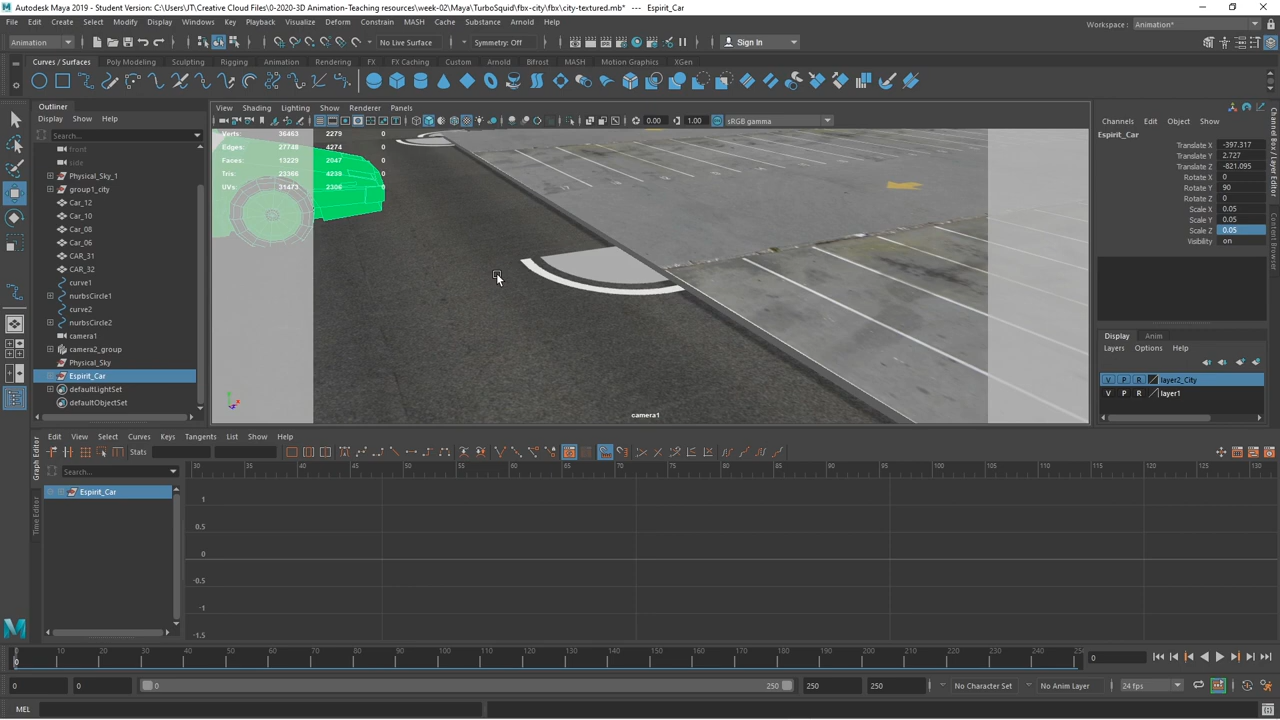 Autodesk Maya 2019 - Student Version: C:\Users\JT\Creative Cloud Files\0-2020-3D Animation-Teaching resources\week-02\Maya\TurboSquid\fbx-city\fbx\city-textured.mb* --- Espirit_Car
File Edit Create Select Modify Display Windows Key Playback Visualize Deform Constrain MASH Cache Substance Arnold Help Workspace : Animation*
Animation No Live Surface Symmetry: Off Sign In
Curves / Surfaces Poly Modeling Sculpting Rigging Animation Rendering FX FX Caching Custom Arnold Bifrost MASH Motion Graphics XGen
Outliner
Display Show Help
Search...
front
side
Physical_Sky_1
group1_city
Car_12
Car_10
Car_08
Car_06
CAR_31
CAR_32
curve1
nurbsCircle1
curve2
nurbsCircle2
camera1
camera2_group
Physical_Sky
Espirit_Car
defaultLightSet
defaultObjectSet
View Shading Lighting Show Renderer Panels
0.00 1.00 sRGB gamma
Verts: 36463 2279 0
Edges: 27748 4274 0
Faces: 13229 2047 0
Tris: 23366 4238 0
UVs: 31473 2306 0
camera1
Channels Edit Object Show
Espirit_Car
Translate X -397.317
Translate Y 2.727
Translate Z -821.095
Rotate X 0
Rotate Y 90
Rotate Z 0
Scale X 0.05
Scale Y 0.05
Scale Z 0.05
Visibility on
Channel Box / Layer Editor
Content Browser
Display Anim
Layers Options Help
V P R layer2_City
V P R layer1
Graph Editor
Time Editor
Edit View Select Curves Keys Tangents List Show Help
Stats
Search...
Espirit_Car
30 35 40 45 50 55 60 65 70 75 80 85 90 95 100 105 110 115 120 125 130
1
0.5
0
-0.5
-1
-1.5
0 10 20 30 40 50 60 70 80 90 100 110 120 130 140 150 160 170 180 190 200 210 220 230 240 250
0
0
0 0 0 250 250 250 No Character Set No Anim Layer 24 fps
MEL